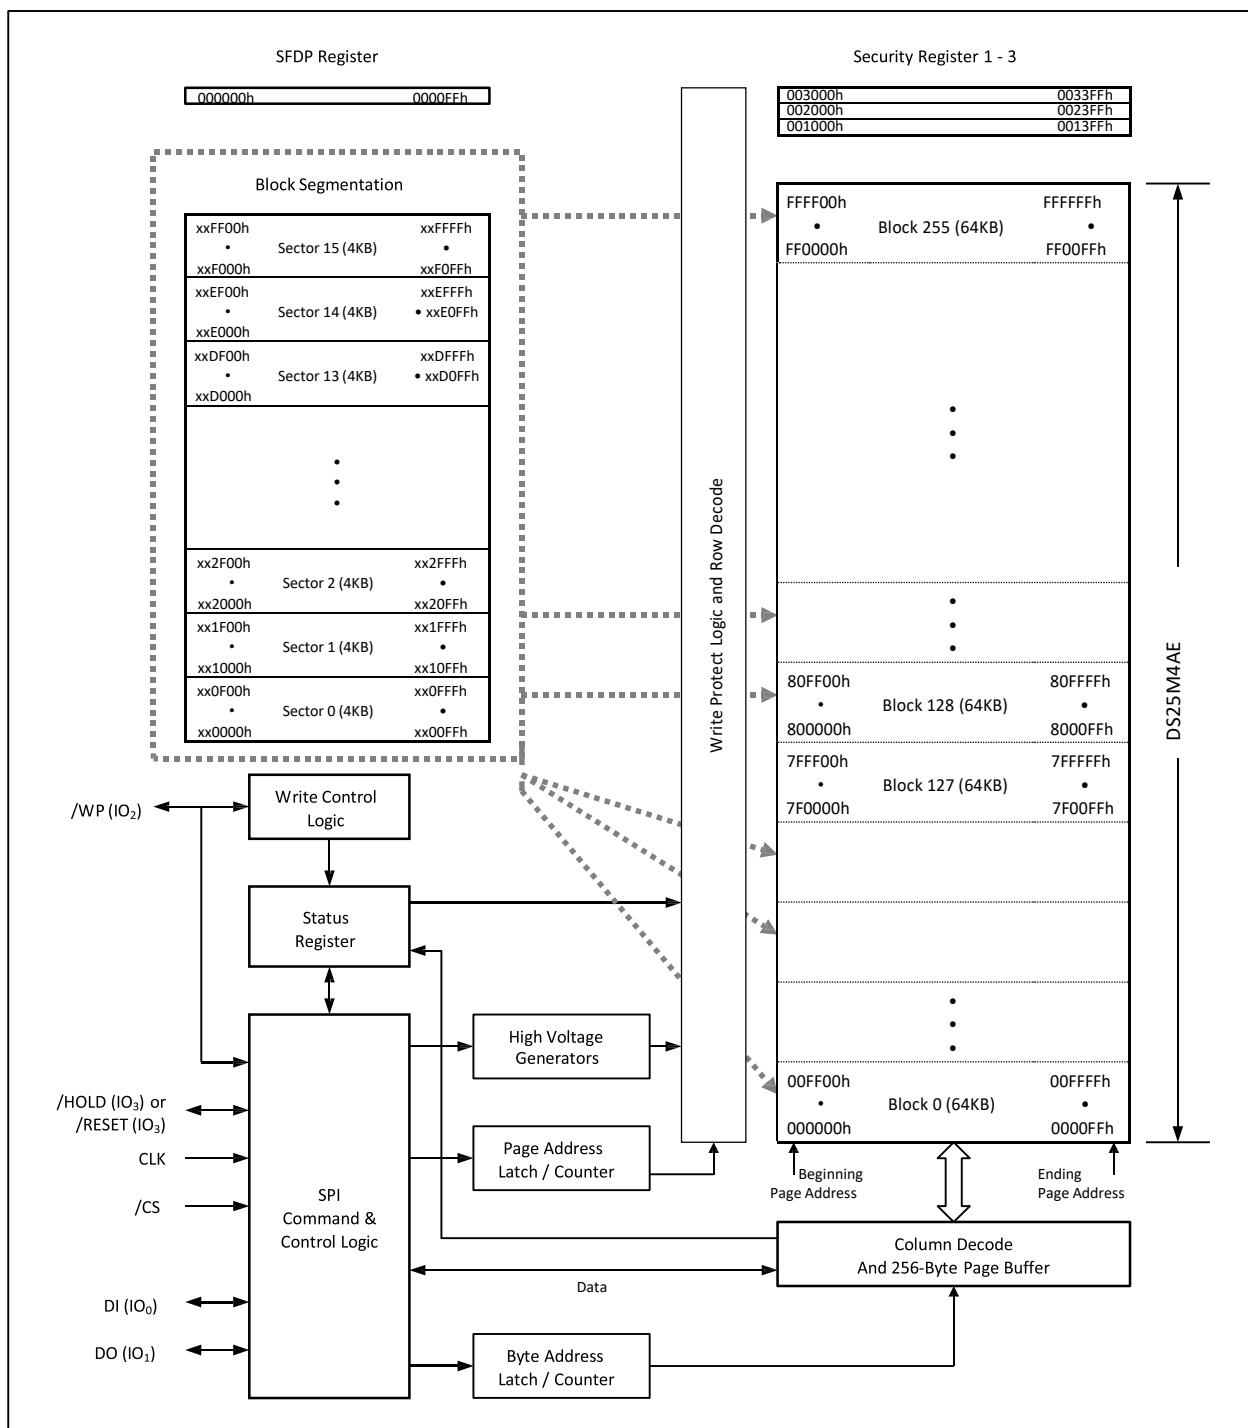 SFDP Register
000000h 0000FFh
Security Register 1 - 3
003000h 0033FFh
002000h 0023FFh
001000h 0013FFh
Block Segmentation
xxFF00h xxFFFFh
• Sector 15 (4KB) •
xxF000h xxF0FFh
xxEF00h xxEFFFh
• Sector 14 (4KB) • xxE0FFh
xxE000h
xxDF00h xxDFFFh
• Sector 13 (4KB) • xxD0FFh
xxD000h
•
•
•
xx2F00h xx2FFFh
• Sector 2 (4KB) •
xx2000h xx20FFh
xx1F00h xx1FFFh
• Sector 1 (4KB) •
xx1000h xx10FFh
xx0F00h xx0FFFh
• Sector 0 (4KB) •
xx0000h xx00FFh
Write Protect Logic and Row Decode
FFFF00h FFFFFFh
• Block 255 (64KB) •
FF0000h FF00FFh
•
•
•
•
•
•
80FF00h 80FFFFh
• Block 128 (64KB) •
800000h 8000FFh
7FFF00h 7FFFFFh
• Block 127 (64KB) •
7F0000h 7F00FFh
•
•
•
00FF00h 00FFFFh
• Block 0 (64KB) •
000000h 0000FFh
DS25M4AE
Beginning
Page Address
Ending
Page Address
/WP (IO₂)
Write Control
Logic
Status
Register
High Voltage
Generators
/HOLD (IO₃) or
/RESET (IO₃)
CLK
/CS
SPI
Command &
Control Logic
Page Address
Latch / Counter
Column Decode
And 256-Byte Page Buffer
Data
DI (IO₀)
DO (IO₁)
Byte Address
Latch / Counter